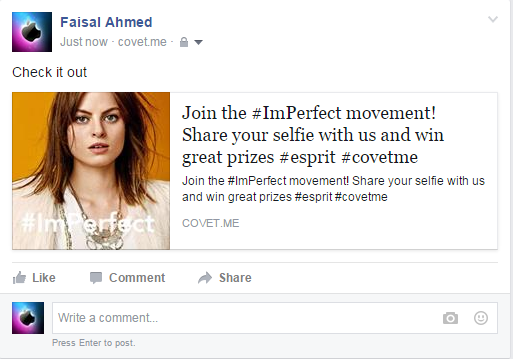 Faisal Ahmed
Just now · covet.me ·
Check it out
#ImPerfect
Join the #ImPerfect movement!
Share your selfie with us and win
great prizes #esprit #covetme
Join the #ImPerfect movement! Share your selfie with us
and win great prizes #esprit #covetme
COVET.ME
Like Comment Share
Write a comment...
Press Enter to post.